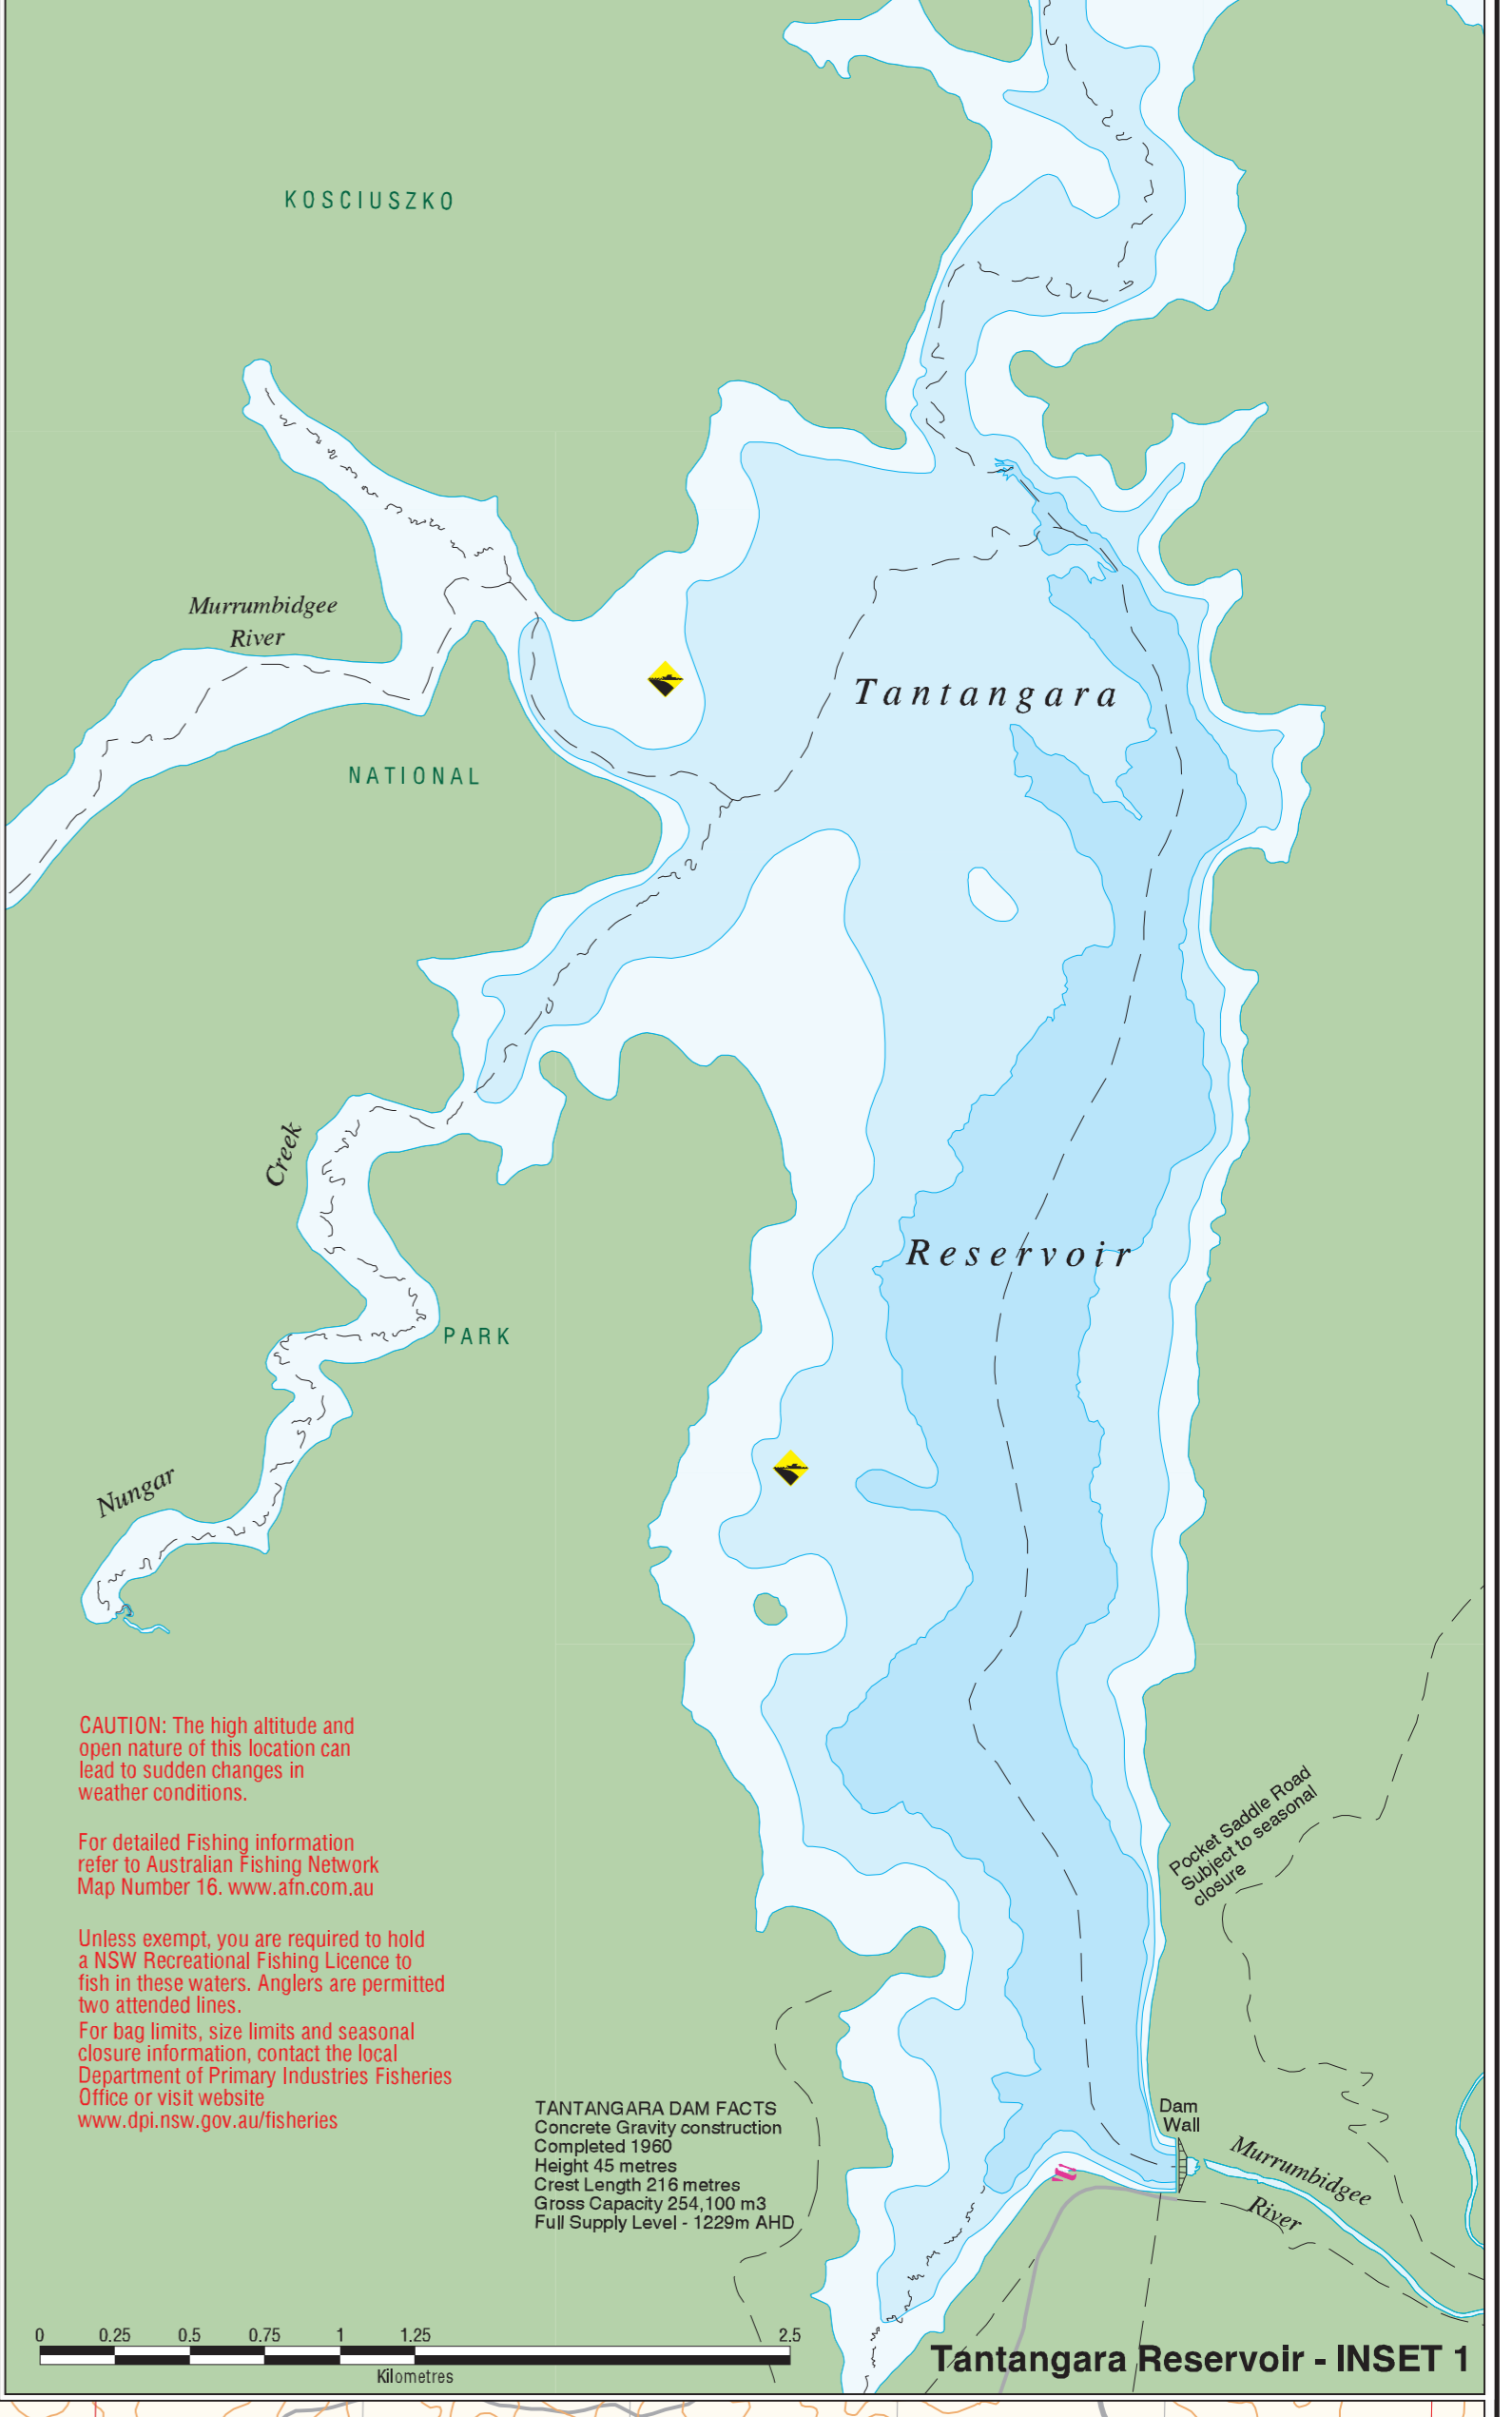 KOSCIUSZKO
Murrumbidgee
River
Tantangara
NATIONAL
Creek
Reservoir
PARK
Nungar
CAUTION: The high altitude and
open nature of this location can
lead to sudden changes in
weather conditions.
For detailed Fishing information
refer to Australian Fishing Network
Map Number 16. www.afn.com.au
Unless exempt, you are required to hold
a NSW Recreational Fishing Licence to
fish in these waters. Anglers are permitted
two attended lines.
For bag limits, size limits and seasonal
closure information, contact the local
Department of Primary Industries Fisheries
Office or visit website
www.dpi.nsw.gov.au/fisheries
Pocket Saddle Road
Subject to seasonal
closure
TANTANGARA DAM FACTS
Concrete Gravity construction
Completed 1960
Height 45 metres
Crest Length 216 metres
Gross Capacity 254,100 m3
Full Supply Level - 1229m AHD
Dam
Wall
Murrumbidgee
River
0 0.25 0.5 0.75 1 1.25 2.5
Kilometres
Tantangara Reservoir - INSET 1